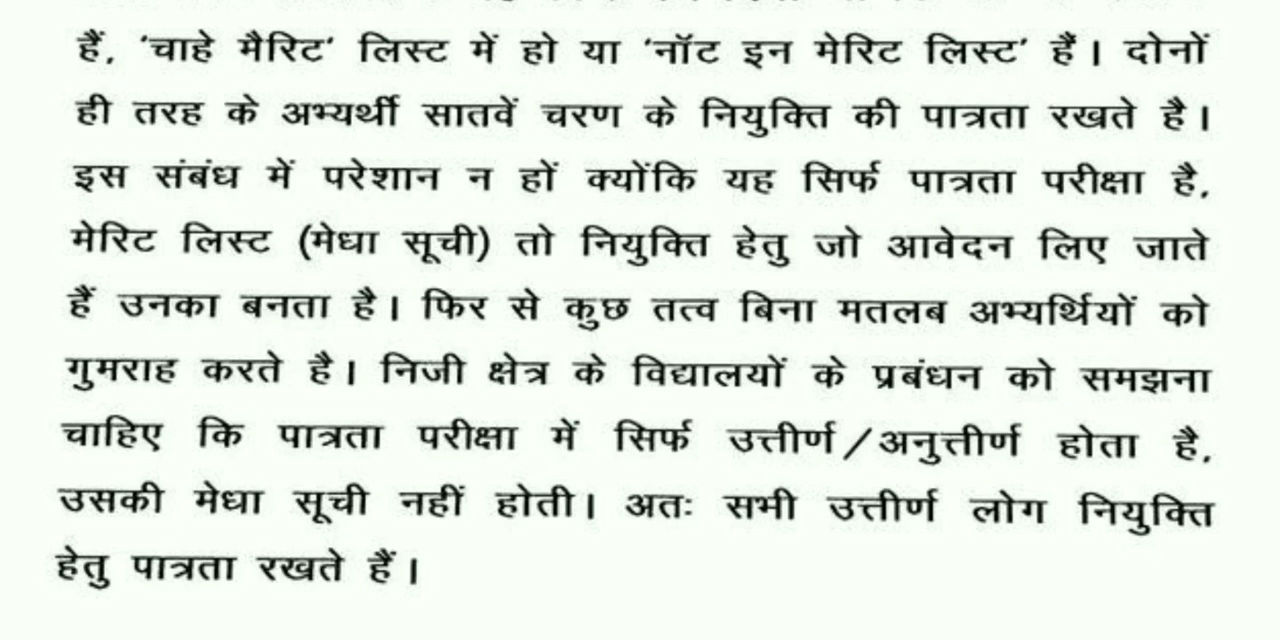 हैं, 'चाहे मैरिट' लिस्ट में हो या 'नॉट इन मेरिट लिस्ट' हैं। दोनों
ही तरह के अभ्यर्थी सातवें चरण के नियुक्ति की पात्रता रखते है।
इस संबंध में परेशान न हों क्योंकि यह सिर्फ पात्रता परीक्षा है,
मेरिट लिस्ट (मेधा सूची) तो नियुक्ति हेतु जो आवेदन लिए जाते
हैं उनका बनता है। फिर से कुछ तत्व बिना मतलब अभ्यर्थियों को
गुमराह करते है। निजी क्षेत्र के विद्यालयों के प्रबंधन को समझना
चाहिए कि पात्रता परीक्षा में सिर्फ उत्तीर्ण/अनुत्तीर्ण होता है,
उसकी मेधा सूची नहीं होती। अतः सभी उत्तीर्ण लोग नियुक्ति
हेतु पात्रता रखते हैं।